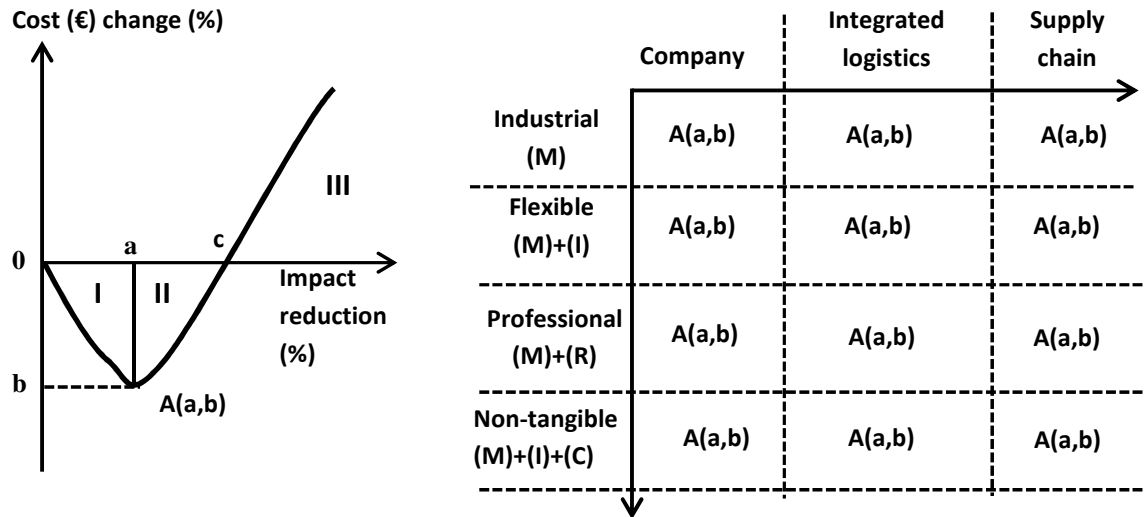 Cost (€) change (%)
0
a
c
I
II
III
Impact
reduction
(%)
b
A(a,b)
Company
Integrated
logistics
Supply
chain
Industrial
(M)
A(a,b)
A(a,b)
A(a,b)
Flexible
(M)+(I)
A(a,b)
A(a,b)
A(a,b)
Professional
(M)+(R)
A(a,b)
A(a,b)
A(a,b)
Non-tangible
(M)+(I)+(C)
A(a,b)
A(a,b)
A(a,b)